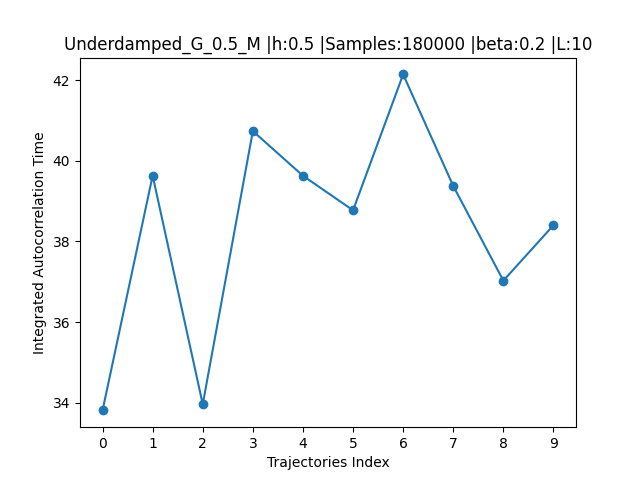 Underdamped_G_0.5_M |h:0.5 |Samples:180000 |beta:0.2 |L:10
42
40
38
36
34
Integrated Autocorrelation Time
0 1 2 3 4 5 6 7 8 9
Trajectories Index